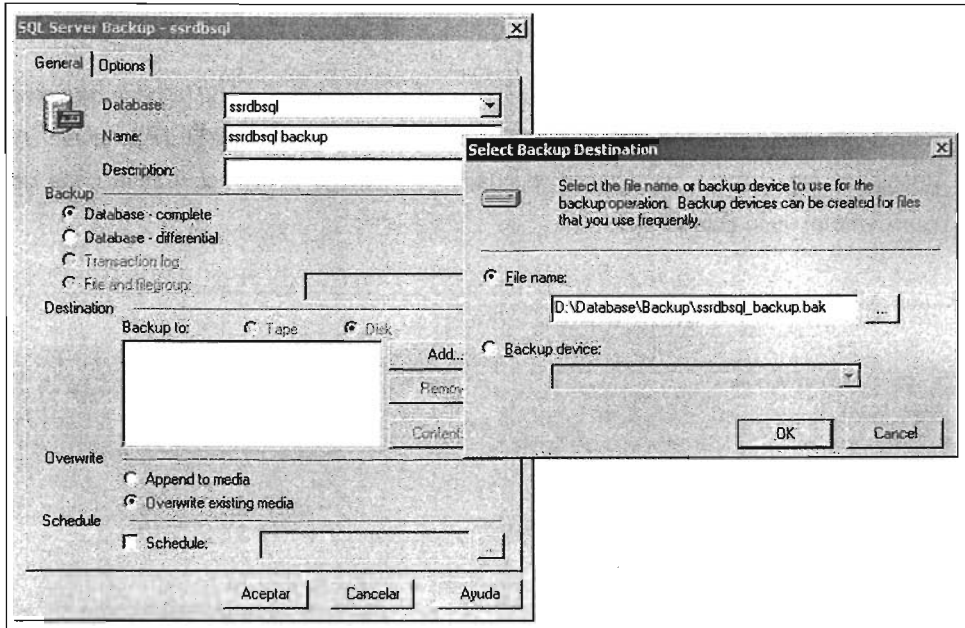 SQL Server Backup - ssrdbsql
General
Options
Database:
ssrdbsql
Name:
ssrdbsql backup
Description:
Backup
Database - complete
Database - differential
Transaction log
File and filegroup:
Destination
Backup to:
Tape
Disk
Add...
Remov
Content
Overwrite
Append to media
Overwrite existing media
Schedule
Schedule:
...
Aceptar
Cancelar
Ayuda
Select Backup Destination
Select the file name or backup device to use for the
backup operation. Backup devices can be created for files
that you use frequently.
File name:
D:\Database\Backup\ssrdbsql_backup.bak
...
Backup device:
OK
Cancel